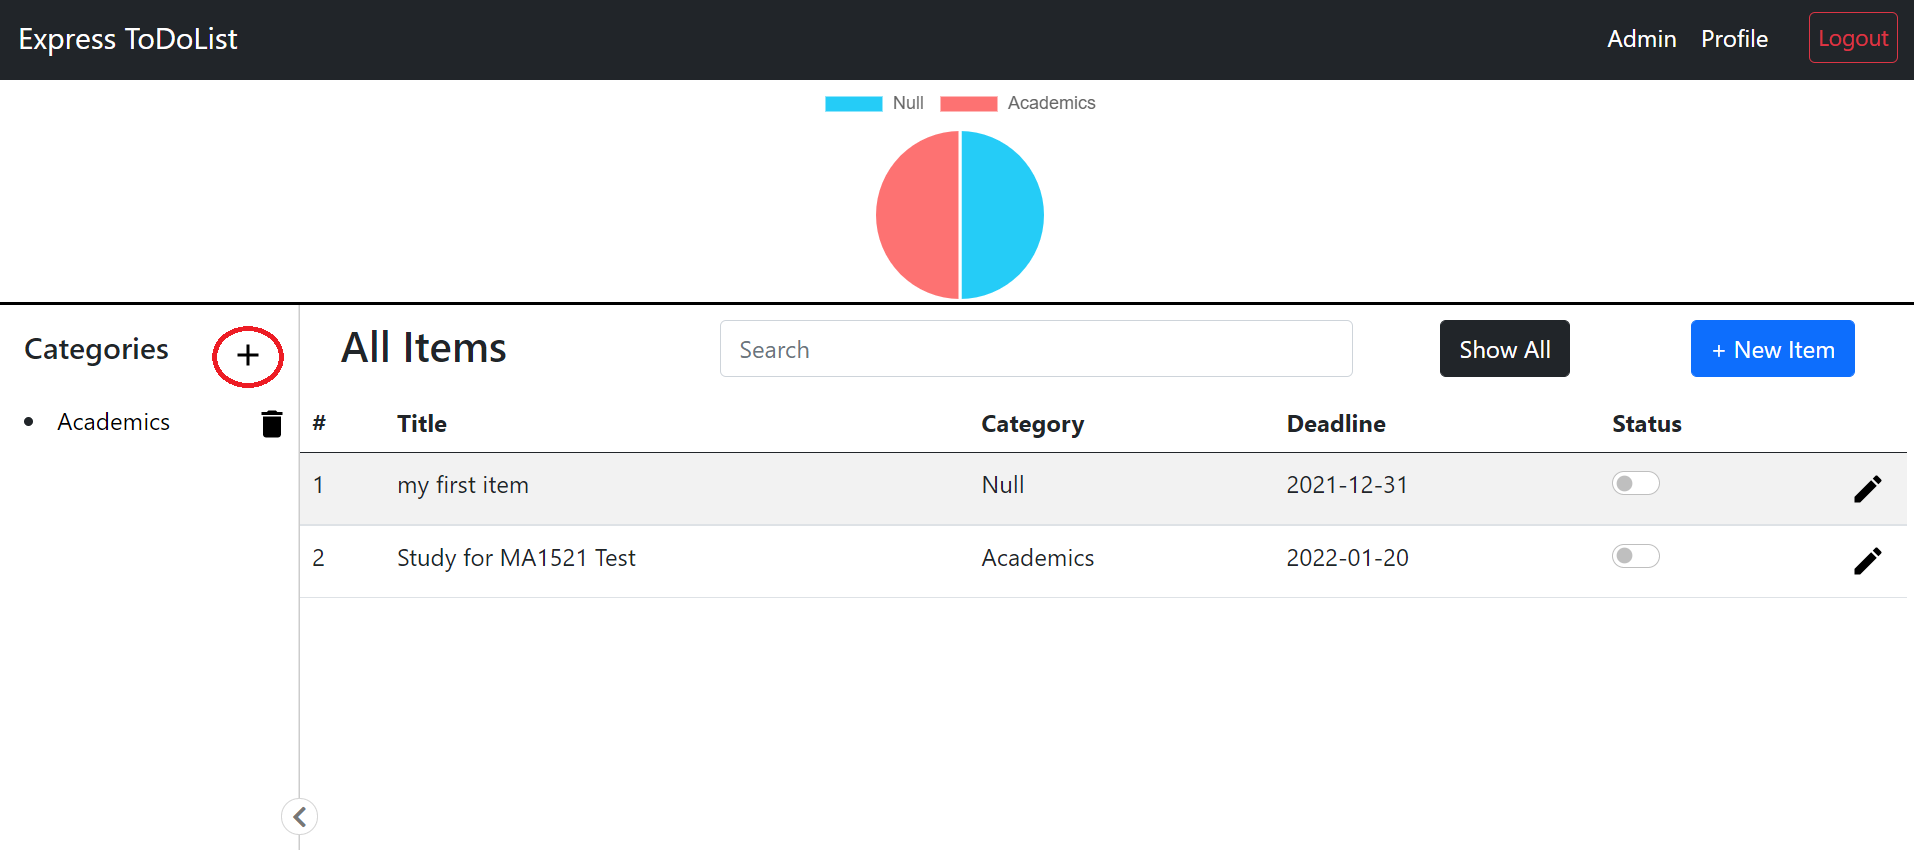 Express ToDoList Admin Profile Logout
Null Academics
Categories + All Items Search Show All + New Item
Academics # Title Category Deadline Status
1 my first item Null 2021-12-31
2 Study for MA1521 Test Academics 2022-01-20